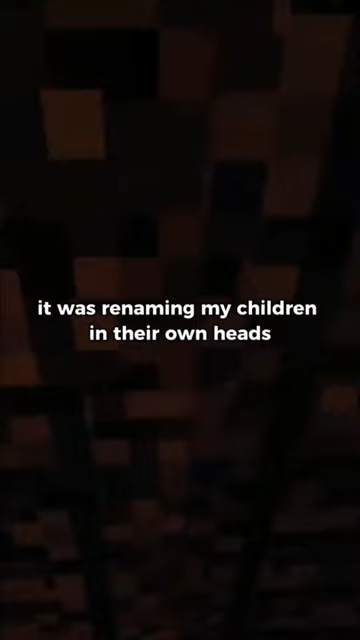 it was renaming my children
in their own heads